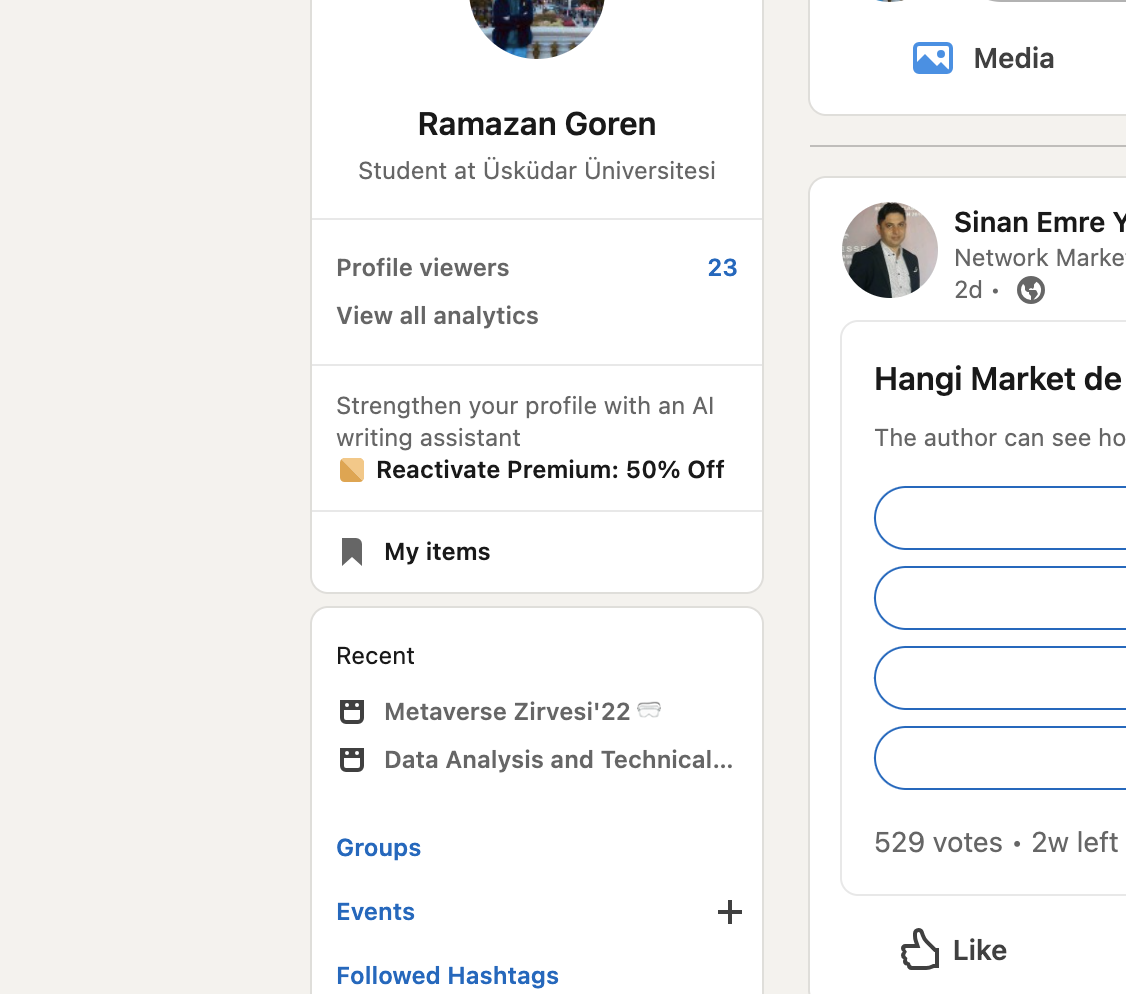 Ramazan Goren
Student at Üsküdar Üniversitesi
Profile viewers 23
View all analytics
Strengthen your profile with an AI
writing assistant
Reactivate Premium: 50% Off
My items
Recent
Metaverse Zirvesi'22 🥽
Data Analysis and Technical...
Groups
Events
Followed Hashtags
Media
Sinan Emre Y
Network Marke
2d •
Hangi Market de
The author can see ho
529 votes • 2w left
Like